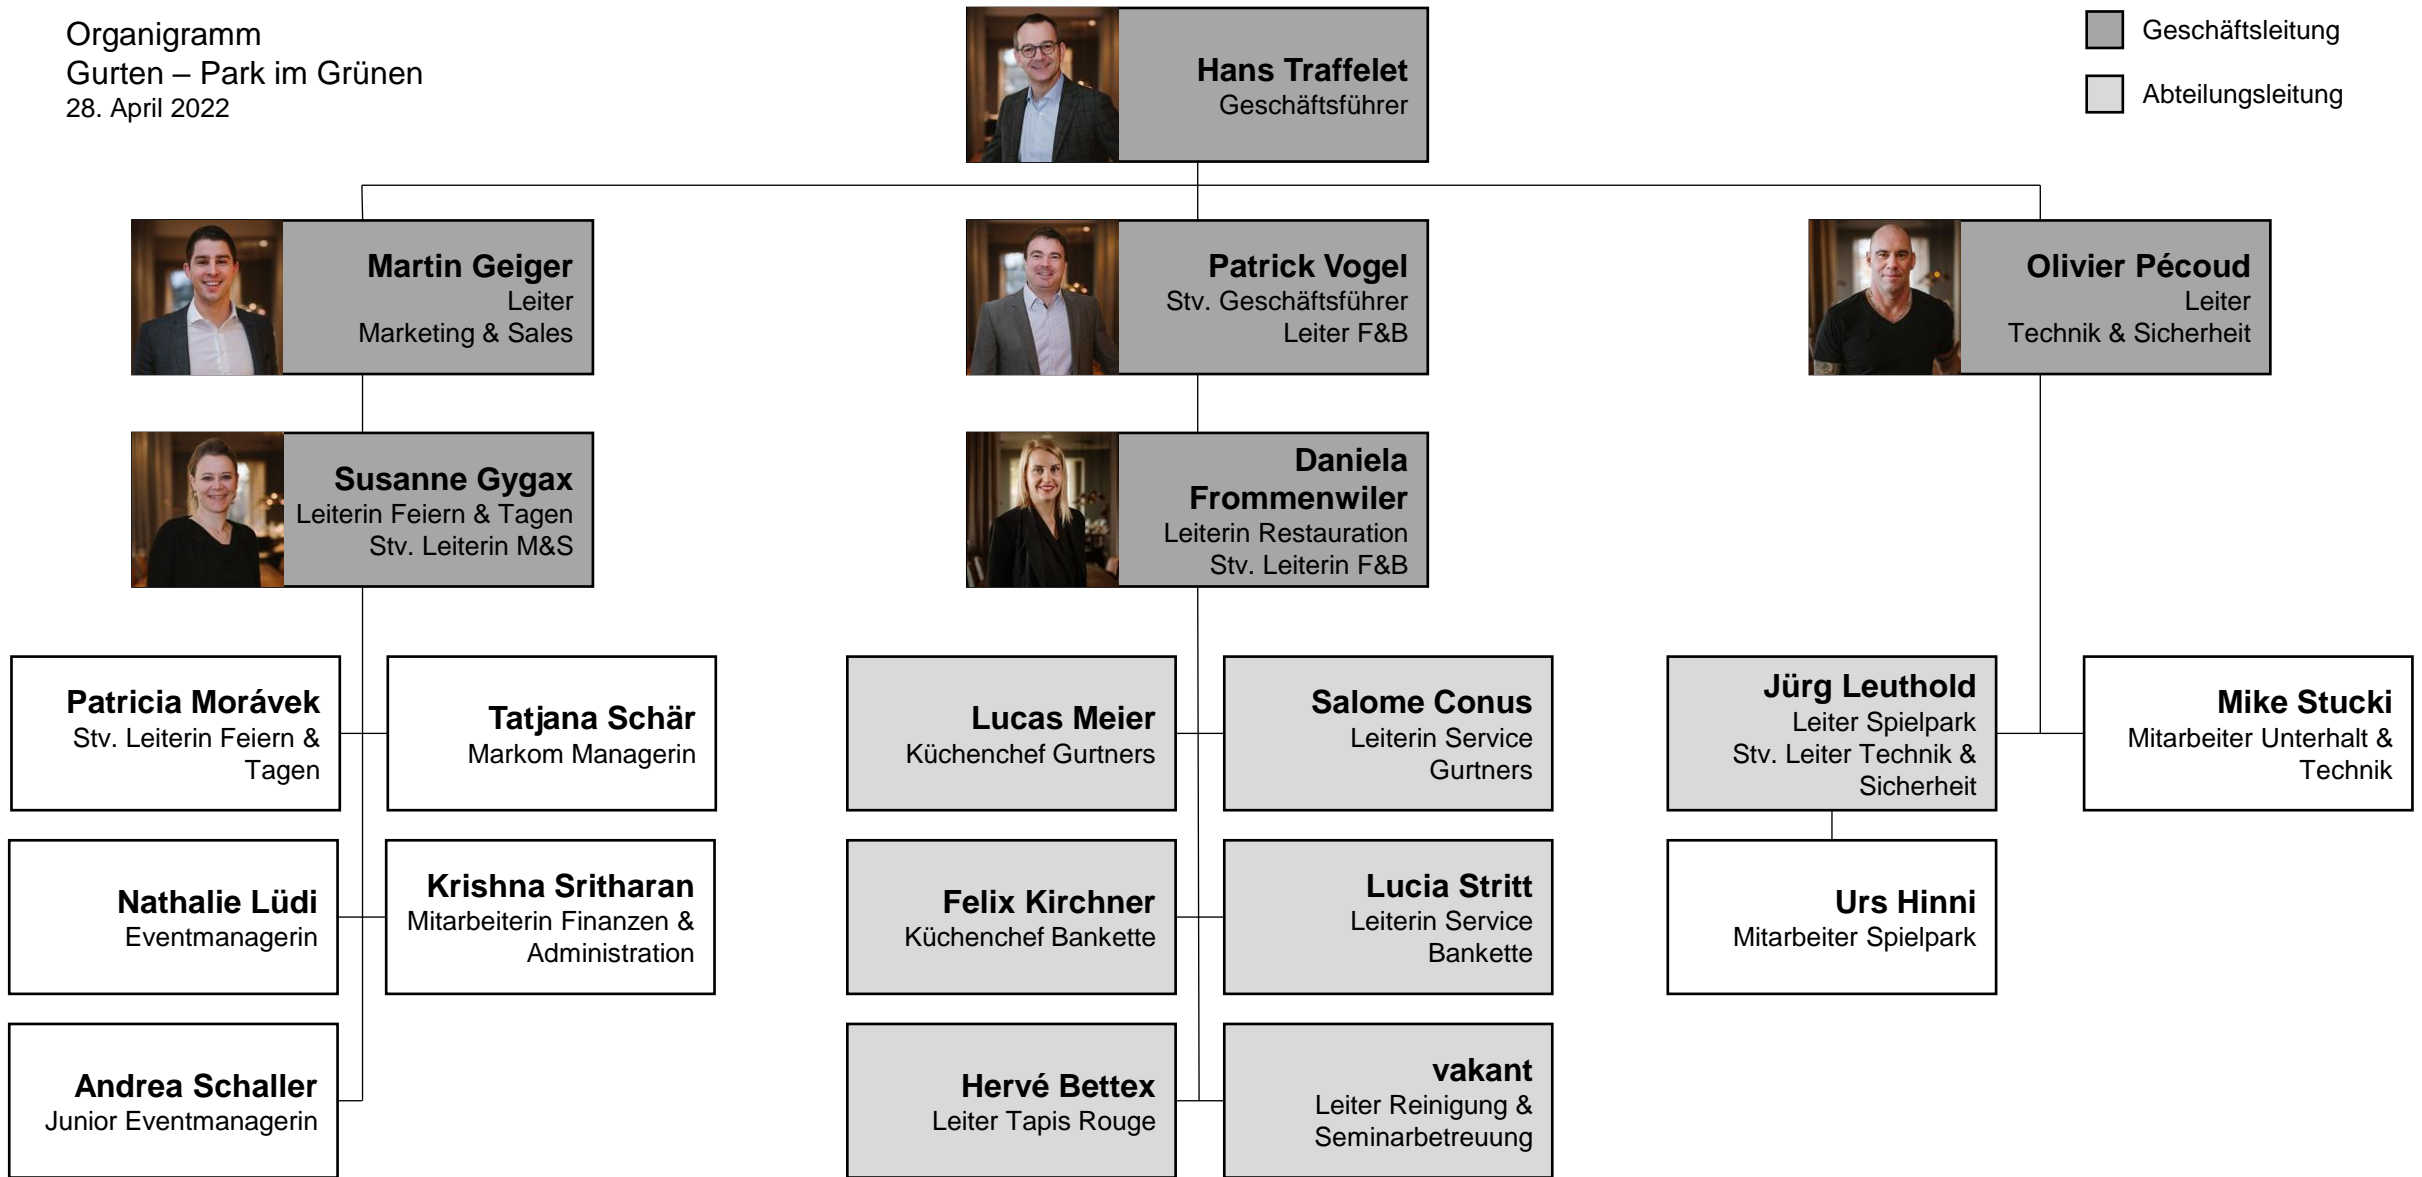 Organigramm
Gurten – Park im Grünen
28. April 2022
Hans Traffelet
Geschäftsführer
Geschäftsleitung
Abteilungsleitung
Martin Geiger
Leiter
Marketing & Sales
Patrick Vogel
Stv. Geschäftsführer
Leiter F&B
Olivier Pécoud
Leiter
Technik & Sicherheit
Susanne Gygax
Leiterin Feiern & Tagen
Stv. Leiterin M&S
Daniela
Frommenwiler
Leiterin Restauration
Stv. Leiterin F&B
Patricia Morávek
Stv. Leiterin Feiern &
Tagen
Tatjana Schär
Markom Managerin
Lucas Meier
Küchenchef Gurtners
Salome Conus
Leiterin Service
Gurtners
Jürg Leuthold
Leiter Spielpark
Stv. Leiter Technik &
Sicherheit
Mike Stucki
Mitarbeiter Unterhalt &
Technik
Nathalie Lüdi
Eventmanagerin
Krishna Sritharan
Mitarbeiterin Finanzen &
Administration
Felix Kirchner
Küchenchef Bankette
Lucia Stritt
Leiterin Service
Bankette
Urs Hinni
Mitarbeiter Spielpark
Andrea Schaller
Junior Eventmanagerin
Hervé Bettex
Leiter Tapis Rouge
vakant
Leiter Reinigung &
Seminarbetreuung